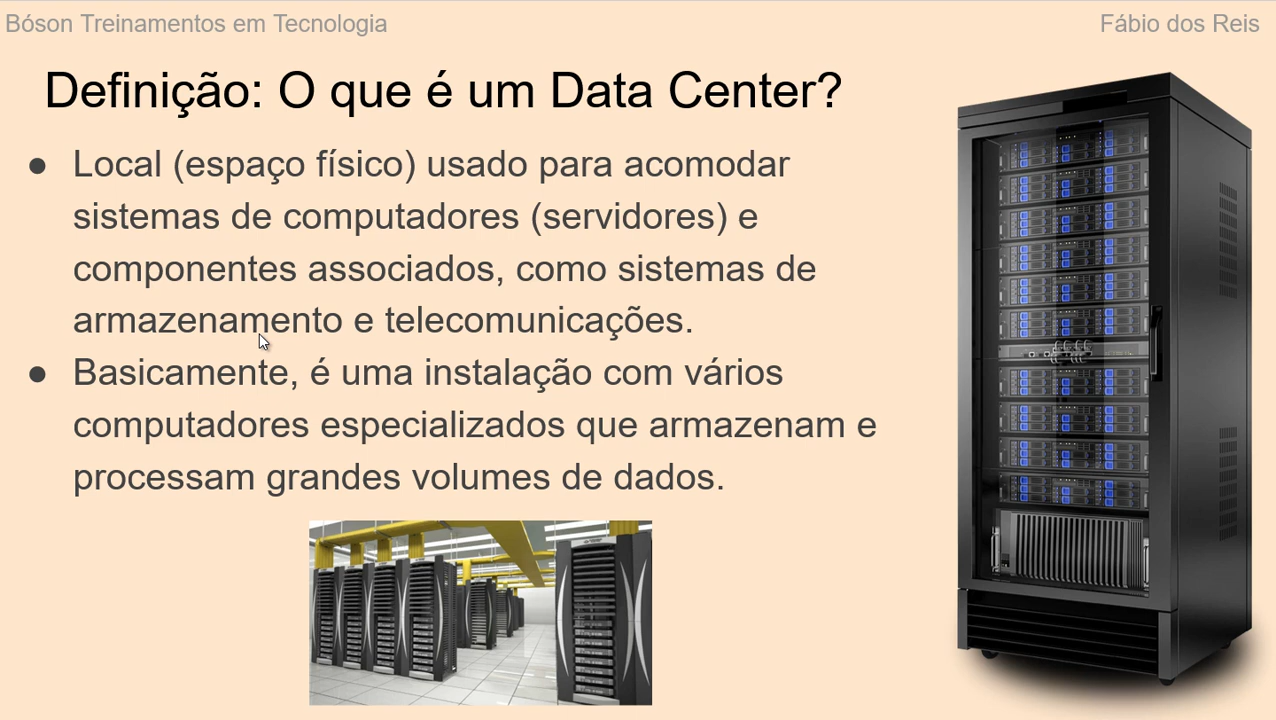 Bóson Treinamentos em Tecnologia
Fábio dos Reis
Definição: O que é um Data Center?
● Local (espaço físico) usado para acomodar
sistemas de computadores (servidores) e
componentes associados, como sistemas de
armazenamento e telecomunicações.
● Basicamente, é uma instalação com vários
computadores especializados que armazenam e
processam grandes volumes de dados.